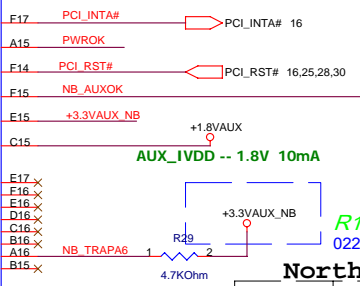 E17 PCI_INTA# PCI_INTA# 16
A15 PWROK
F14 PCI_RST# PCI_RST# 16,25,28,30
F15 NB_AUXOK
E15 +3.3VAUX_NB
+1.8VAUX
C15
AUX_IVDD -- 1.8V 10mA
E17
F16
E16
D16
C16
B16
+3.3VAUX_NB
R1
A16 NB_TRAPA6 1 R29 2
022
B15
4.7KOhm
North